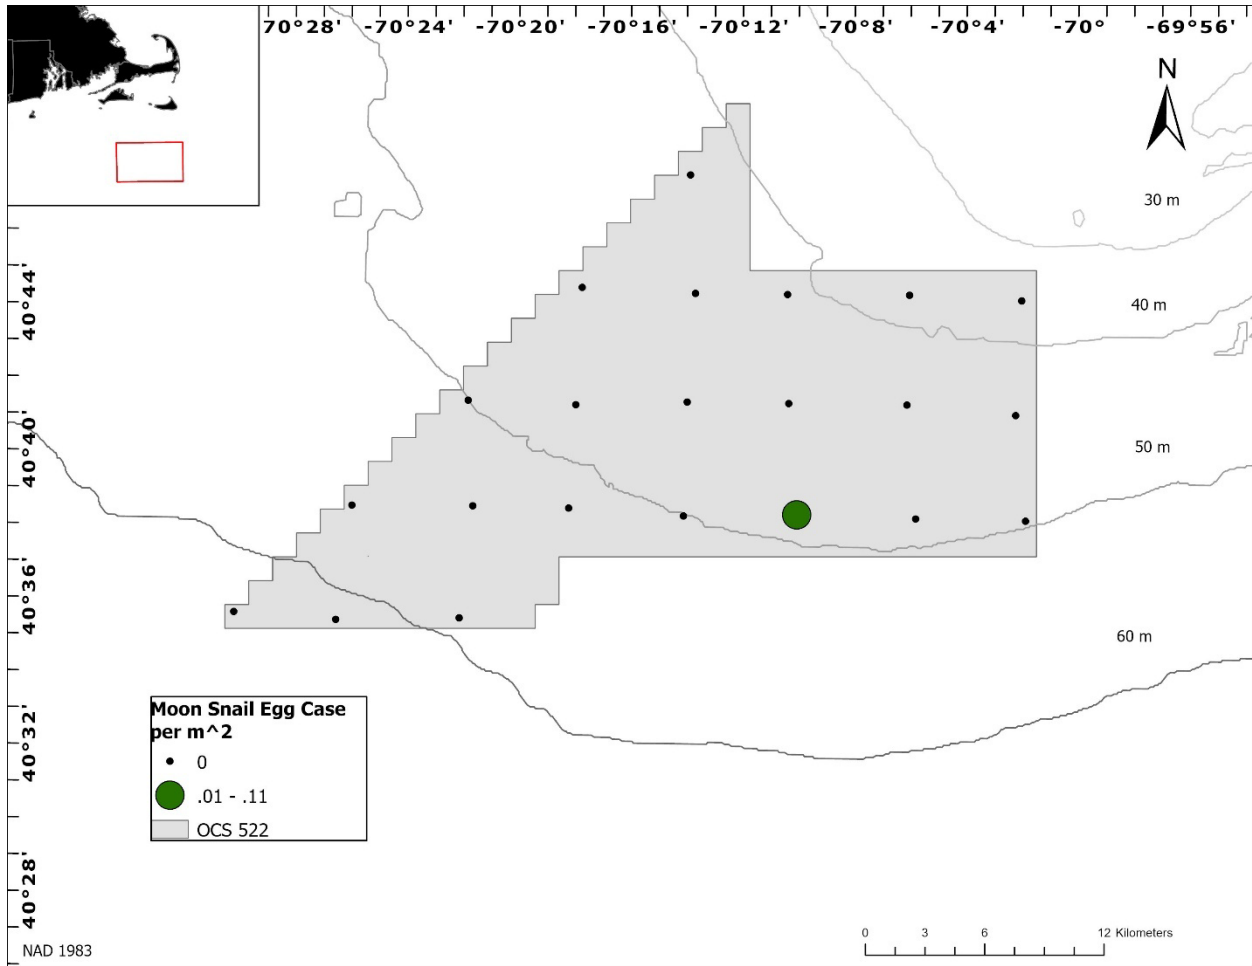 70°28' -70°24' -70°20' -70°16' -70°12' -70°8' -70°4' -70° -69°56'
N
30 m
40°44'
40 m
40°40'
50 m
40°36'
60 m
Moon Snail Egg Case
per m^2
0
.01 - .11
OCS 522
40°32'
40°28'
0 3 6 12 Kilometers
NAD 1983